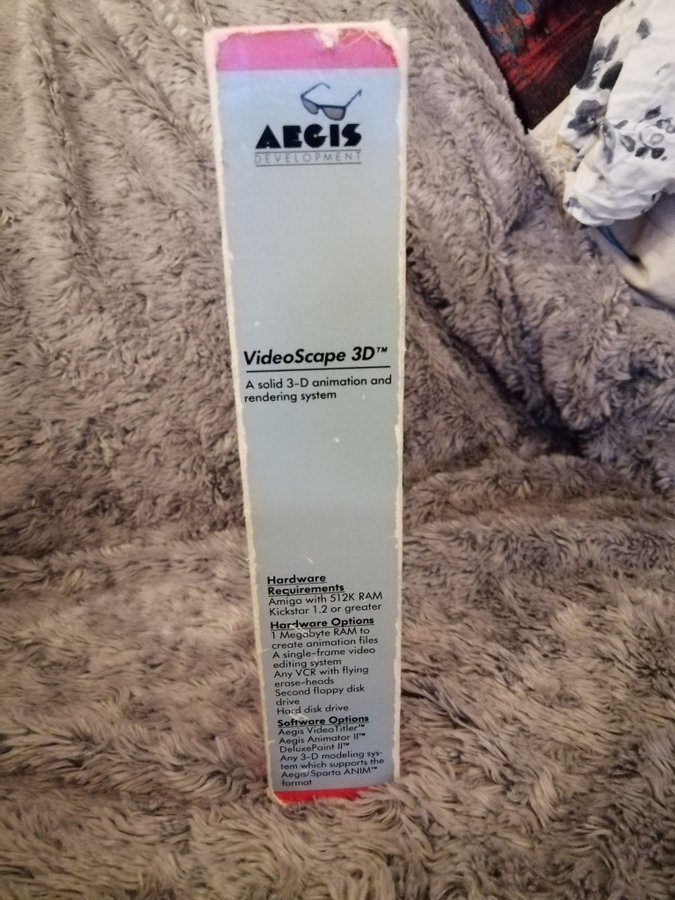 AEGIS
DEVELOPMENT
VideoScape 3D™
A solid 3-D animation and
rendering system
Hardware
Requirements
Amiga with 512K RAM
Kickstar 1.2 or greater
Hardware Options
1 Megabyte RAM to
create animation files
A single-frame video
editing system
Any VCR with flying
erase-heads
Second floppy disk
drive
Hard disk drive
Software Options
Aegis VideoTitler™
Aegis Animator II™
DeluxePaint II™
Any 3-D modeling sys-
tem which supports the
Aegis/Sparta ANIM™
format